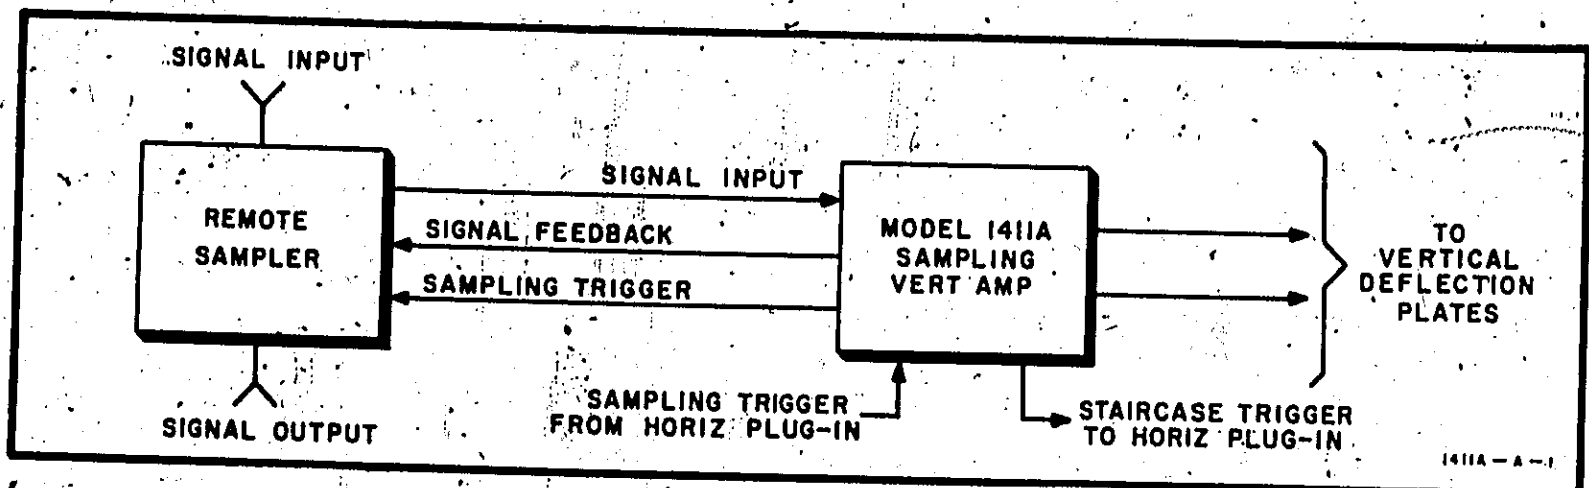 SIGNAL INPUT
REMOTE
SAMPLER
SIGNAL OUTPUT
SIGNAL INPUT
SIGNAL FEEDBACK
SAMPLING TRIGGER
MODEL 1411A
SAMPLING
VERT AMP
SAMPLING TRIGGER
FROM HORIZ PLUG-IN
STAIRCASE TRIGGER
TO HORIZ PLUG-IN
TO
VERTICAL
DEFLECTION
PLATES
1411A-A-1